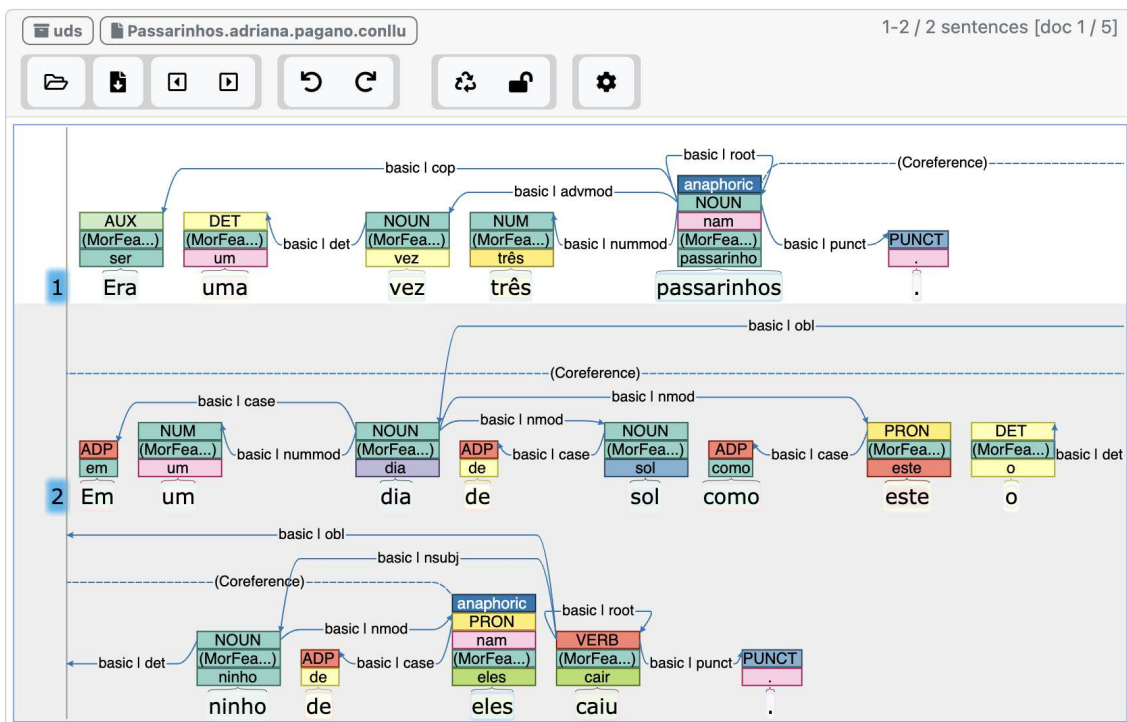 uds Passarinhos.adriana.pagano.conllu 1-2 / 2 sentences [doc 1 / 5]
basic | root
basic | cop (Coreference)
anaphoric
basic | advmod
AUX DET NOUN NUM NOUN
(MorFea...) (MorFea...) basic | det (MorFea...) (MorFea...) basic | nummod nam basic | punct PUNCT
(MorFea...)
ser um vez três passarinho .
1 Era uma vez três passarinhos .
basic | obl
(Coreference)
basic | case basic | nmod
basic | nmod
NUM NOUN NOUN PRON DET
ADP (MorFea...) basic | nummod (MorFea...) ADP basic | case (MorFea...) ADP basic | case (MorFea...) (MorFea...) basic | det
em um dia de sol como este o
2 Em um dia de sol como este o
basic | obl
basic | nsubj
(Coreference)
anaphoric
basic | root
PRON
basic | nmod
NOUN nam VERB
basic | det (MorFea...) ADP basic | case (MorFea...) (MorFea...) basic | punct PUNCT
ninho de eles cair .
ninho de eles caiu .